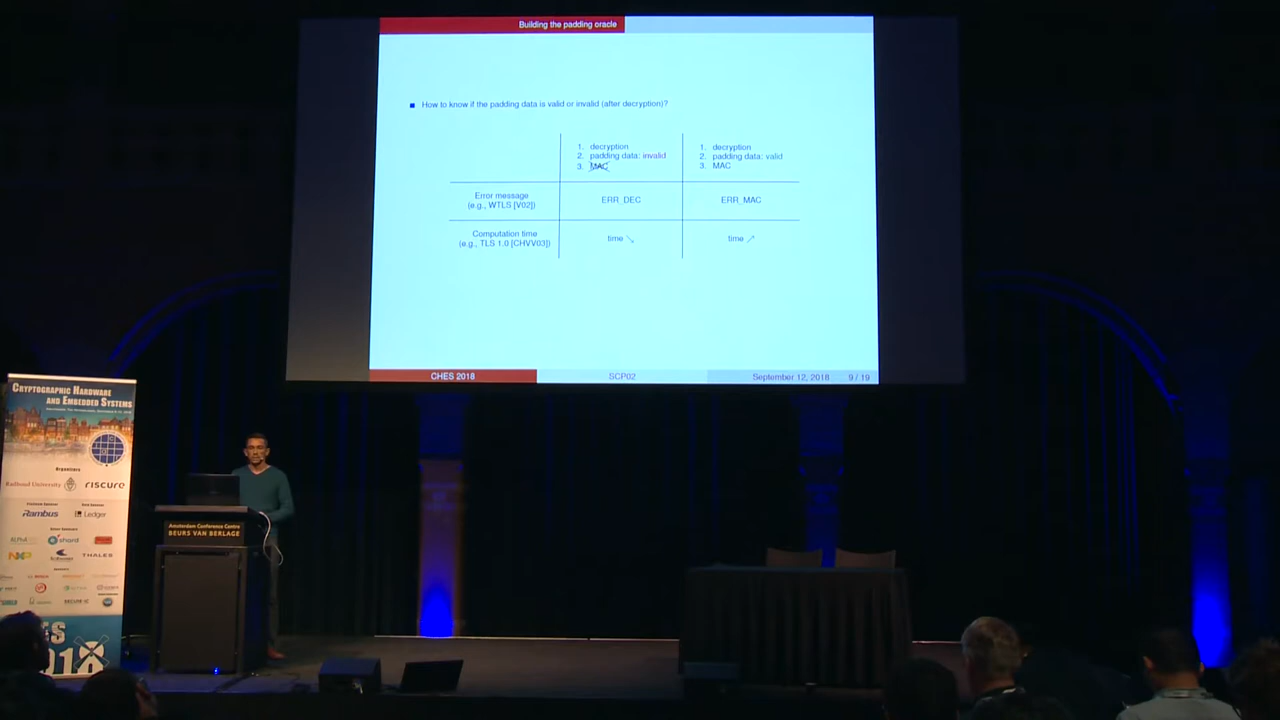 Building the padding oracle
How to know if the padding data is valid or invalid (after decryption)?
1. decryption
2. padding data: invalid
3. MAC
1. decryption
2. padding data: valid
3. MAC
Error message
(e.g., WTLS [V02])
ERR_DEC
ERR_MAC
Computation time
(e.g., TLS 1.0 [CHVV03])
time ↘
time ↗
CHES 2018
SCP02
September 12, 2018
9 / 19
CRYPTOGRAPHIC HARDWARE
AND EMBEDDED SYSTEMS
Organizers
Radboud University
riscure
Rambus
Ledger
shard
NXP
THALES
Amsterdam Conference Centre
BEURS VAN BERLAGE